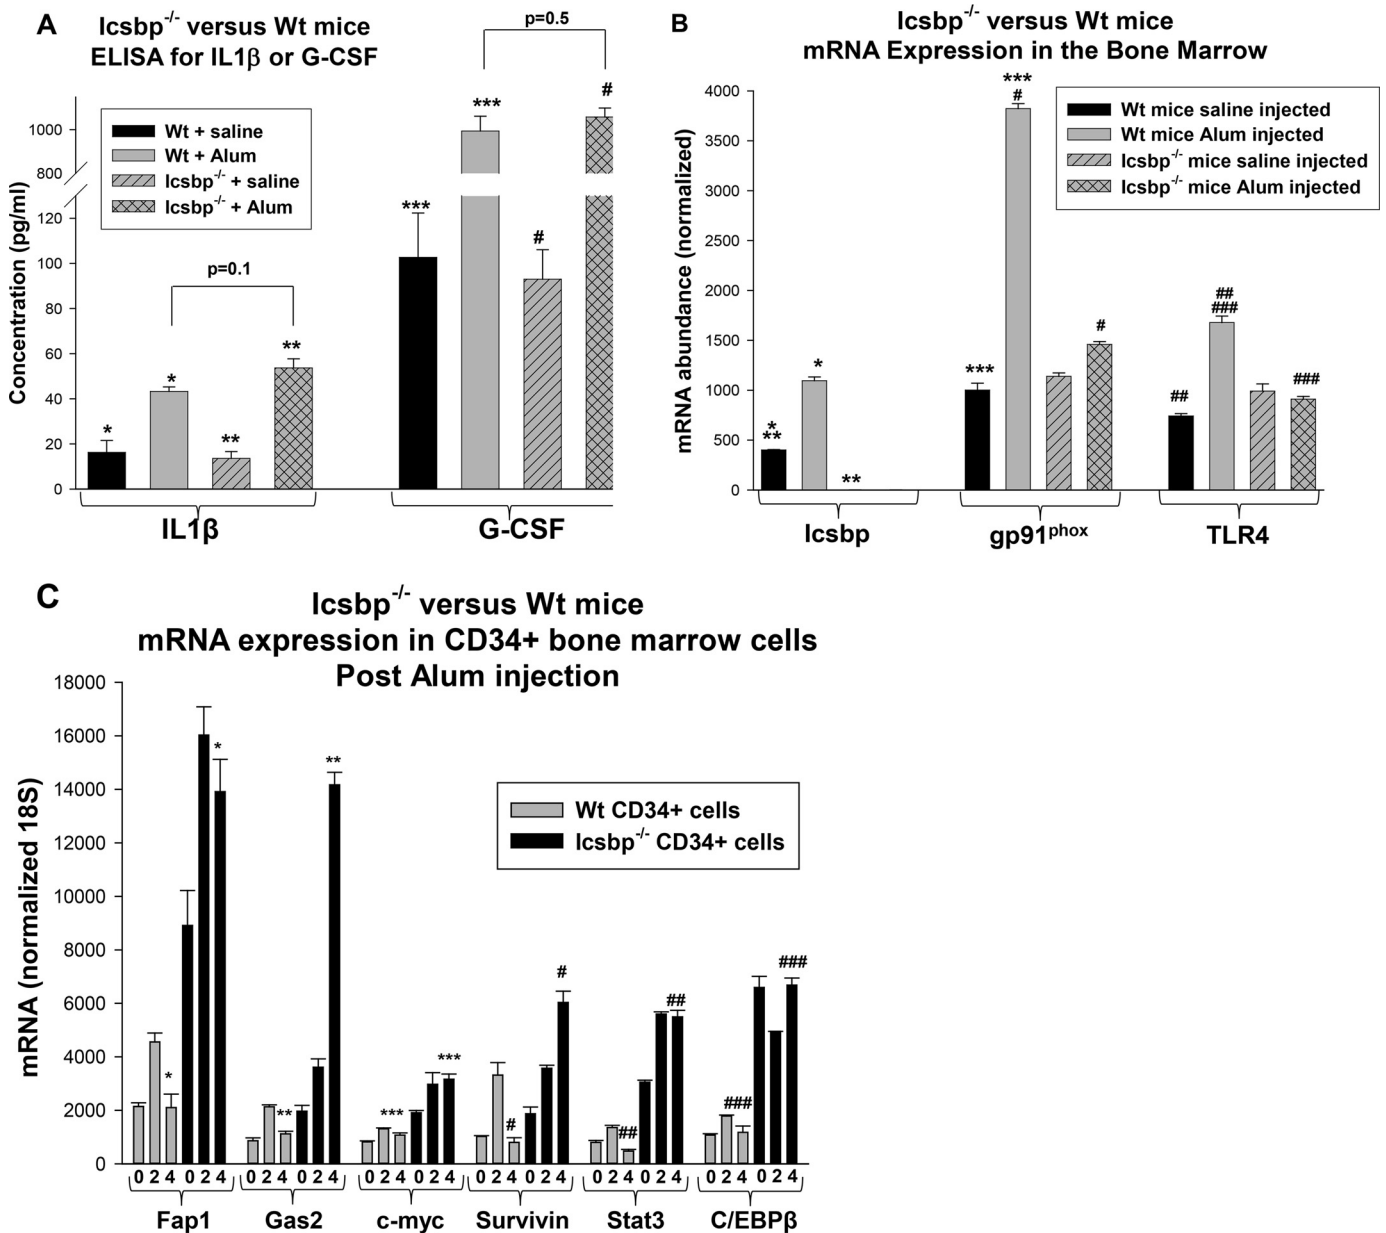 A
Icsbp-/- versus Wt mice
ELISA for IL1β or G-CSF
p=0.5
Wt + saline
Wt + Alum
Icsbp-/- + saline
Icsbp-/- + Alum
Concentration (pg/ml)
1000
800
120
100
80
60
40
20
0
p=0.1
* * ** **
*** *** # #
IL1β G-CSF
B
Icsbp-/- versus Wt mice
mRNA Expression in the Bone Marrow
Wt mice saline injected
Wt mice Alum injected
Icsbp-/- mice saline injected
Icsbp-/- mice Alum injected
mRNA abundance (normalized)
4000
3500
2000
2500
2000
1500
1000
500
0
*
**
*
**
***
***
#
#
##
##
###
###
Icsbp gp91phox TLR4
C
Icsbp-/- versus Wt mice
mRNA expression in CD34+ bone marrow cells
Post Alum injection
Wt CD34+ cells
Icsbp-/- CD34+ cells
mRNA (normalized 18S)
18000
16000
14000
12000
10000
8000
6000
4000
2000
0
* * ** ** *** *** # # ## ## ### ###
0 2 4 0 2 4 0 2 4 0 2 4 0 2 4 0 2 4 0 2 4 0 2 4 0 2 4 0 2 4 0 2 4 0 2 4
Fap1 Gas2 c-myc Survivin Stat3 C/EBPβ